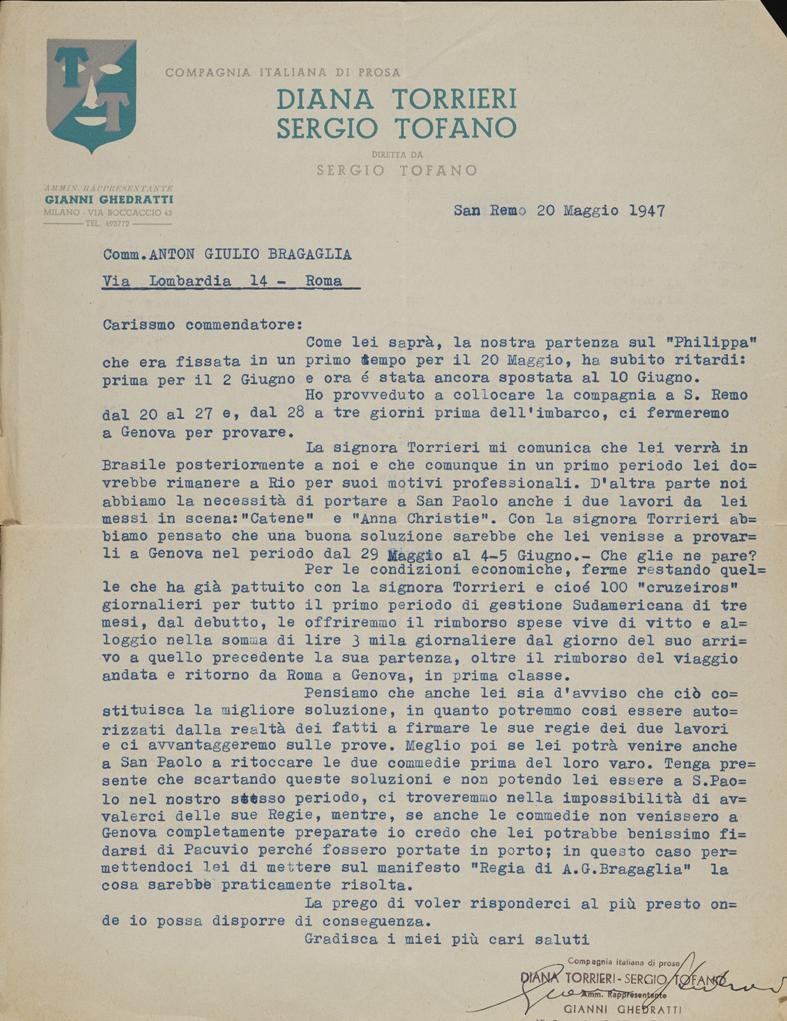 TT
COMPAGNIA ITALIANA DI PROSA
DIANA TORRIERI
SERGIO TOFANO
DIRETTA DA
SERGIO TOFANO
AMMIN. RAPPRESENTANTE
GIANNI GHEDRATTI
MILANO - VIA BOCCACCIO 43
TEL. 493772
San Remo 20 Maggio 1947
Comm.ANTON GIULIO BRAGAGLIA
Via Lombardia 14 - Roma
Carissmo commendatore:
Come lei saprà, la nostra partenza sul "Philippa"
che era fissata in un primo tempo per il 20 Maggio, ha subito ritardi:
prima per il 2 Giugno e ora é stata ancora spostata al 10 Giugno.
Ho provveduto a collocare la compagnia a S. Remo
dal 20 al 27 e, dal 28 a tre giorni prima dell'imbarco, ci fermeremo
a Genova per provare.
La signora Torrieri mi comunica che lei verrà in
Brasile posteriormente a noi e che comunque in un primo periodo lei do=
vrebbe rimanere a Rio per suoi motivi professionali. D'altra parte noi
abbiamo la necessità di portare a San Paolo anche i due lavori da lei
messi in scena:"Catene" e "Anna Christie". Con la signora Torrieri ab=
biamo pensato che una buona soluzione sarebbe che lei venisse a provar=
li a Genova nel periodo dal 29 Maggio al 4-5 Giugno.- Che glie ne pare?
Per le condizioni economiche, ferme restando quel=
le che ha già pattuito con la signora Torrieri e cioé 100 "cruzeiros"
giornalieri per tutto il primo periodo di gestione Sudamericana di tre
mesi, dal debutto, le offriremmo il rimborso spese vive di vitto e al=
loggio nella somma di lire 3 mila giornaliere dal giorno del suo arri=
vo a quello precedente la sua partenza, oltre il rimborso del viaggio
andata e ritorno da Roma a Genova, in prima classe.
Pensiamo che anche lei sia d'avviso che ciò co=
stituisca la migliore soluzione, in quanto potremmo cosi essere auto=
rizzati dalla realtà dei fatti a firmare le sue regie dei due lavori
e ci avvantaggeremo sulle prove. Meglio poi se lei potrà venire anche
a San Paolo a ritoccare le due commedie prima del loro varo. Tenga pre=
sente che scartando queste soluzioni e non potendo lei essere a S.Pao=
lo nel nostro stesso periodo, ci troveremmo nella impossibilità di av=
valerci delle sue Regie, mentre, se anche le commedie non venissero a
Genova completamente preparate io credo che lei potrabbe benissimo fi=
darsi di Pacuvio perché fossero portate in porto; in questo caso per=
mettendoci lei di mettere sul manifesto "Regia di A.G.Bragaglia" la
cosa sarebbe praticamente risolta.
La prego di voler risponderci al più presto on=
de io possa disporre di conseguenza.
Gradisca i miei più cari saluti
Compagnia italiana di prosa
DIANA TORRIERI-SERGIO TOFANO
Amm. Rappresentante
GIANNI GHEDRATTI